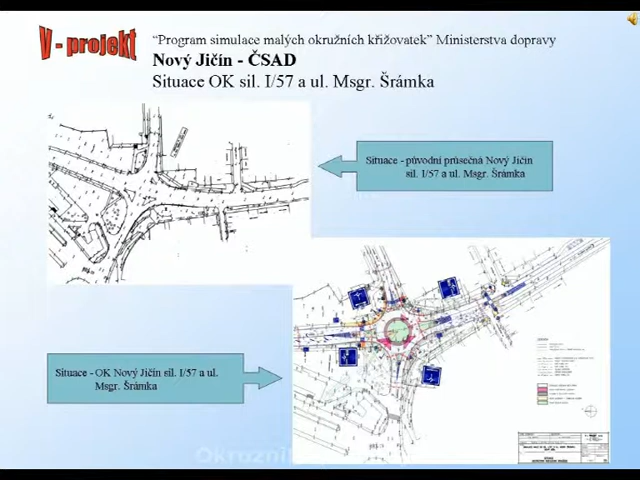 V - projekt
“Program simulace malých okružních křižovatek” Ministerstva dopravy
Nový Jičín - ČSAD
Situace OK sil. I/57 a ul. Msgr. Šrámka
Situace - původní průsečná Nový Jičín
sil. I/57 a ul. Msgr. Šrámka
Situace - OK Nový Jičín sil. I/57 a ul.
Msgr. Šrámka